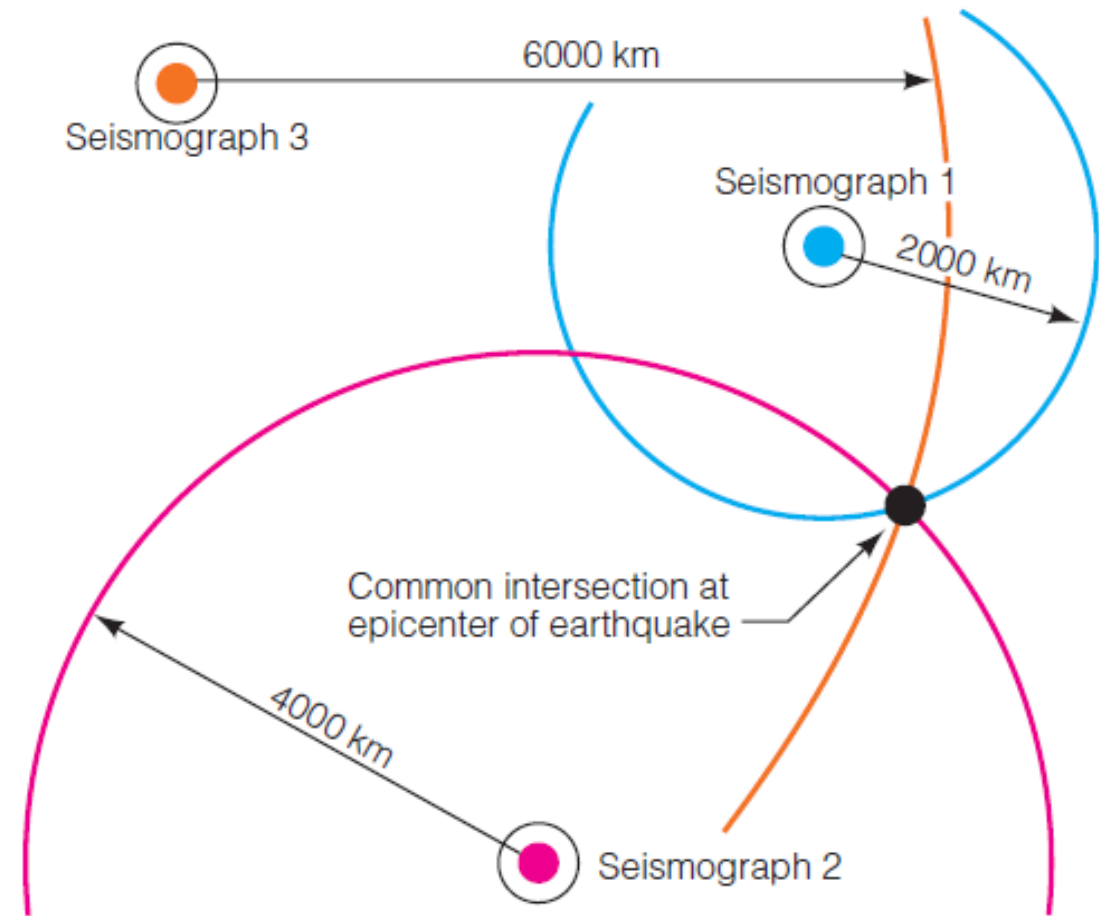 6000 km
Seismograph 3
Seismograph 1
2000 km
Common intersection at
epicenter of earthquake
4000 km
Seismograph 2